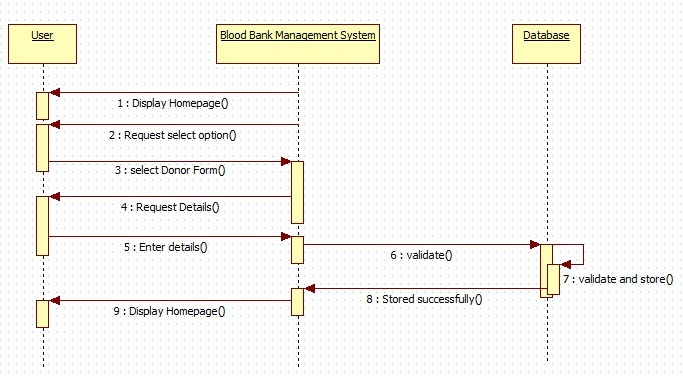 User
Blood Bank Management System
Database
1 : Display Homepage()
2 : Request select option()
3 : select Donor Form()
4 : Request Details()
5 : Enter details()
6 : validate()
7 : validate and store()
8 : Stored successfully()
9 : Display Homepage()